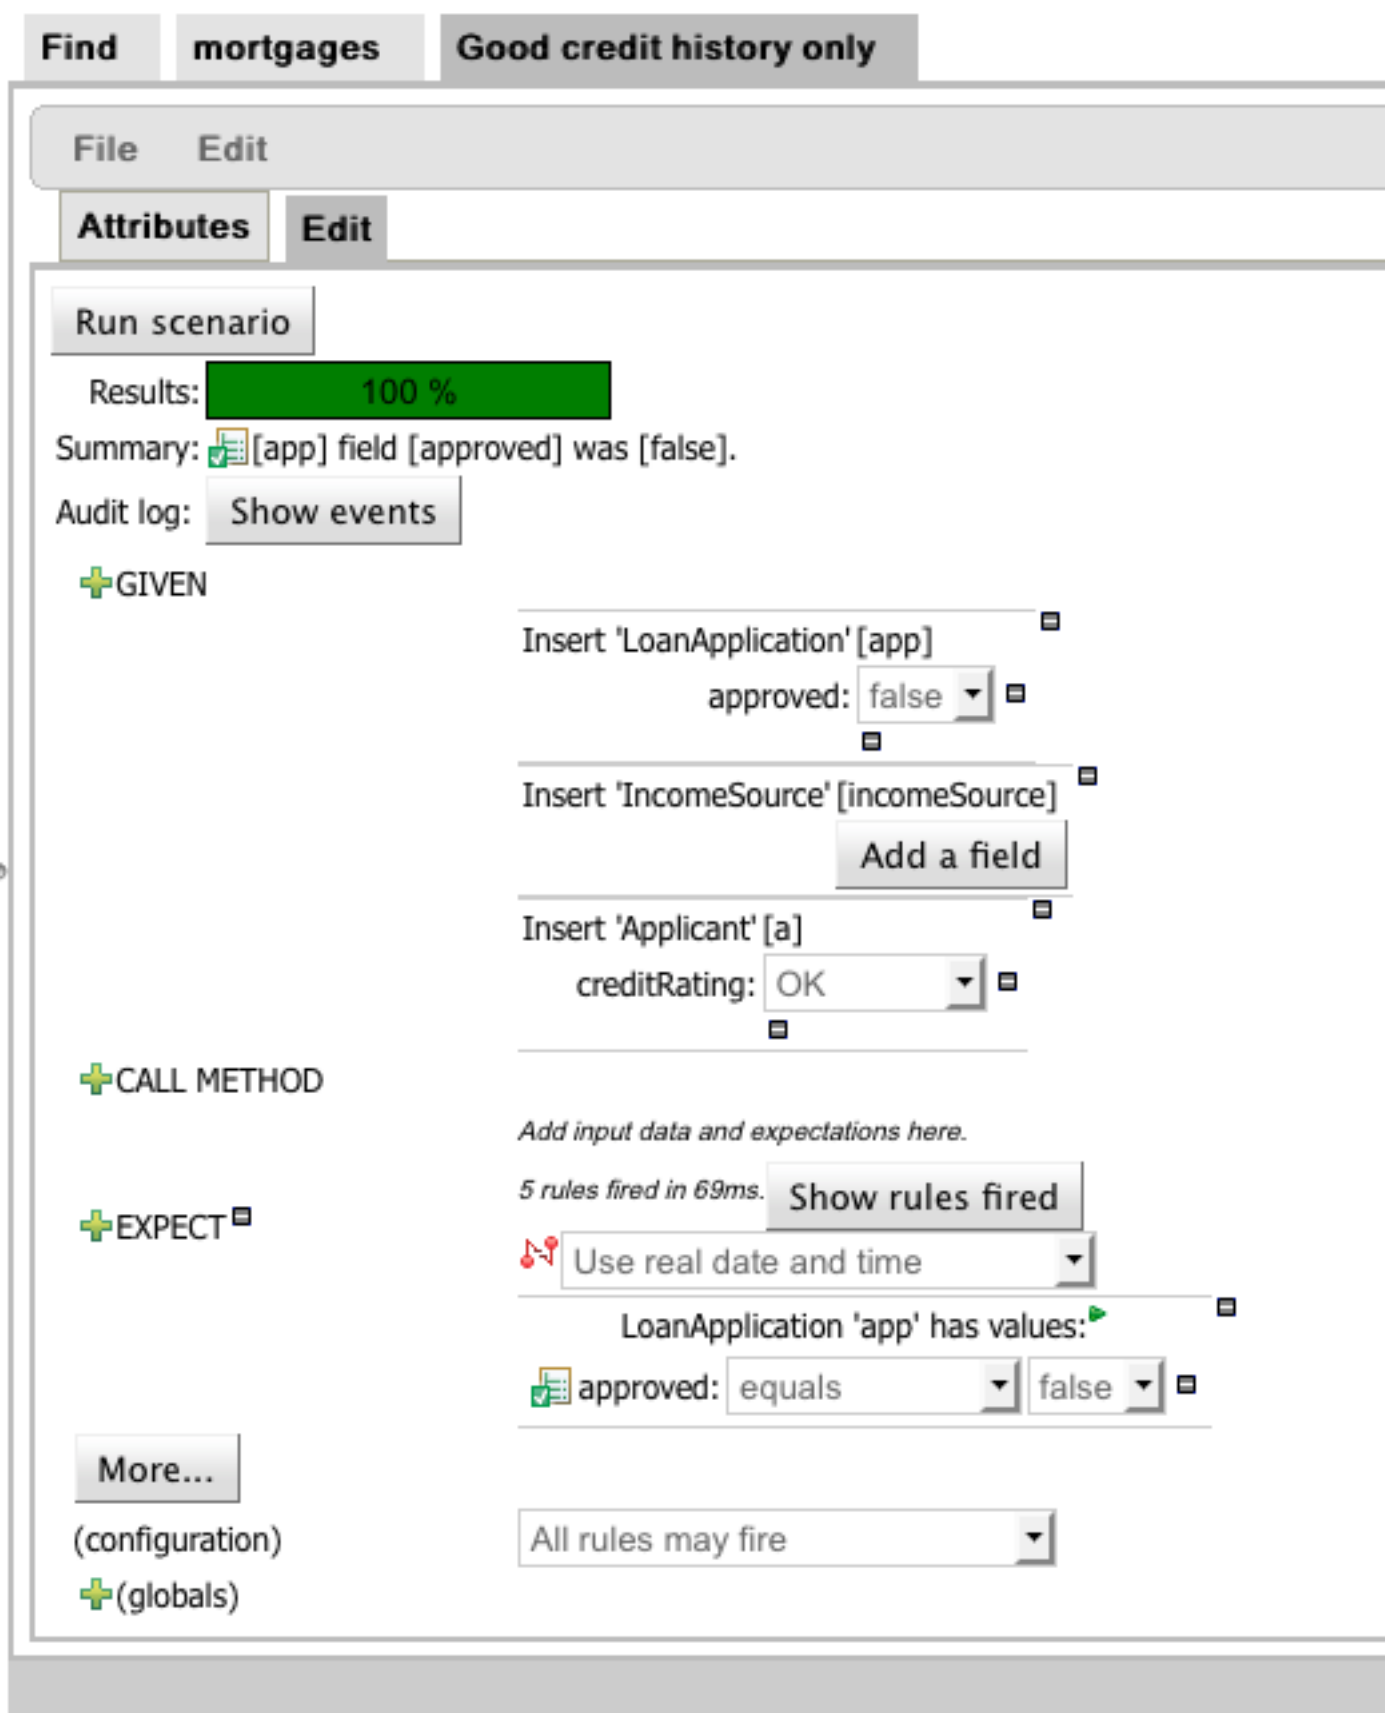 Find mortgages Good credit history only
File Edit
Attributes Edit
Run scenario
Results: 100 %
Summary: [app] field [approved] was [false].
Audit log: Show events
GIVEN
Insert 'LoanApplication' [app]
approved: false
Insert 'IncomeSource' [incomeSource]
Add a field
Insert 'Applicant' [a]
creditRating: OK
CALL METHOD
Add input data and expectations here.
5 rules fired in 69ms. Show rules fired
EXPECT
Use real date and time
LoanApplication 'app' has values:
approved: equals false
More...
(configuration) All rules may fire
(globals)